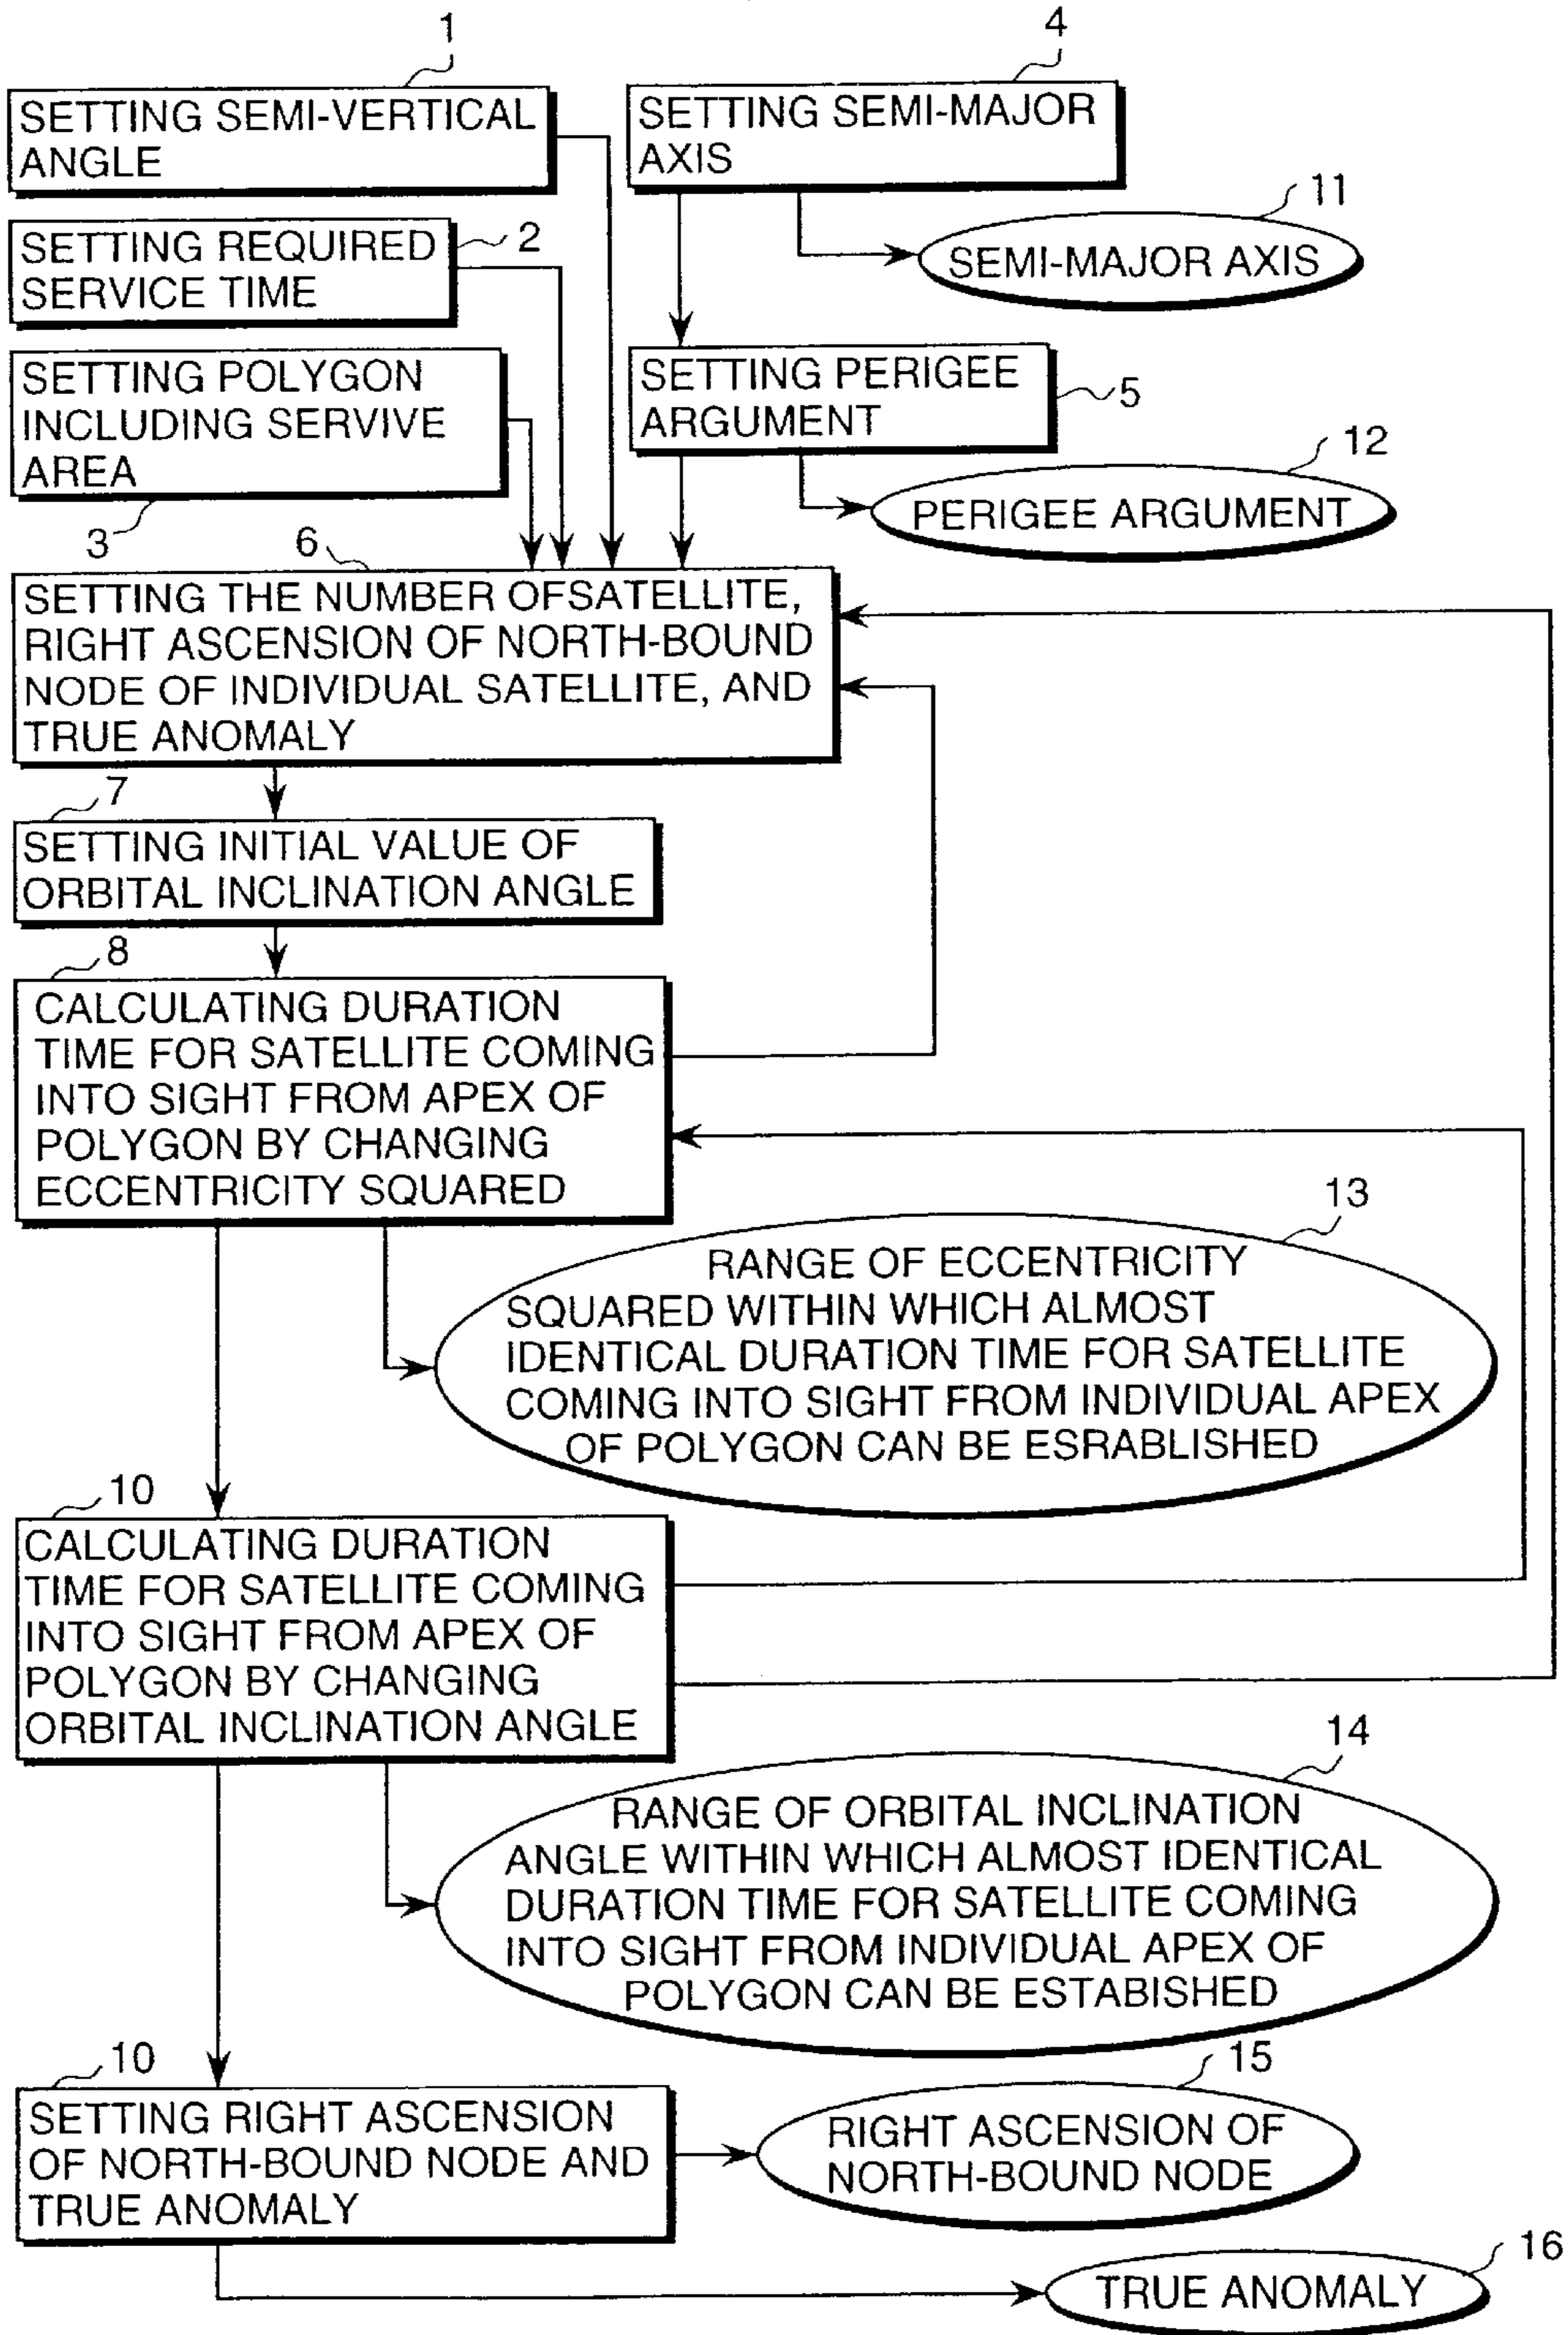 1
SETTING SEMI-VERTICAL
ANGLE
4
SETTING SEMI-MAJOR
AXIS
11
SEMI-MAJOR AXIS
SETTING REQUIRED
SERVICE TIME
2
SETTING POLYGON
INCLUDING SERVIVE
AREA
3
SETTING PERIGEE
ARGUMENT
5
12
PERIGEE ARGUMENT
6
SETTING THE NUMBER OFSATELLITE,
RIGHT ASCENSION OF NORTH-BOUND
NODE OF INDIVIDUAL SATELLITE, AND
TRUE ANOMALY
7
SETTING INITIAL VALUE OF
ORBITAL INCLINATION ANGLE
8
CALCULATING DURATION
TIME FOR SATELLITE COMING
INTO SIGHT FROM APEX OF
POLYGON BY CHANGING
ECCENTRICITY SQUARED
13
RANGE OF ECCENTRICITY
SQUARED WITHIN WHICH ALMOST
IDENTICAL DURATION TIME FOR SATELLITE
COMING INTO SIGHT FROM INDIVIDUAL APEX
OF POLYGON CAN BE ESRABLISHED
10
CALCULATING DURATION
TIME FOR SATELLITE COMING
INTO SIGHT FROM APEX OF
POLYGON BY CHANGING
ORBITAL INCLINATION ANGLE
14
RANGE OF ORBITAL INCLINATION
ANGLE WITHIN WHICH ALMOST IDENTICAL
DURATION TIME FOR SATELLITE COMING
INTO SIGHT FROM INDIVIDUAL APEX OF
POLYGON CAN BE ESTABISHED
10
SETTING RIGHT ASCENSION
OF NORTH-BOUND NODE AND
TRUE ANOMALY
15
RIGHT ASCENSION OF
NORTH-BOUND NODE
16
TRUE ANOMALY